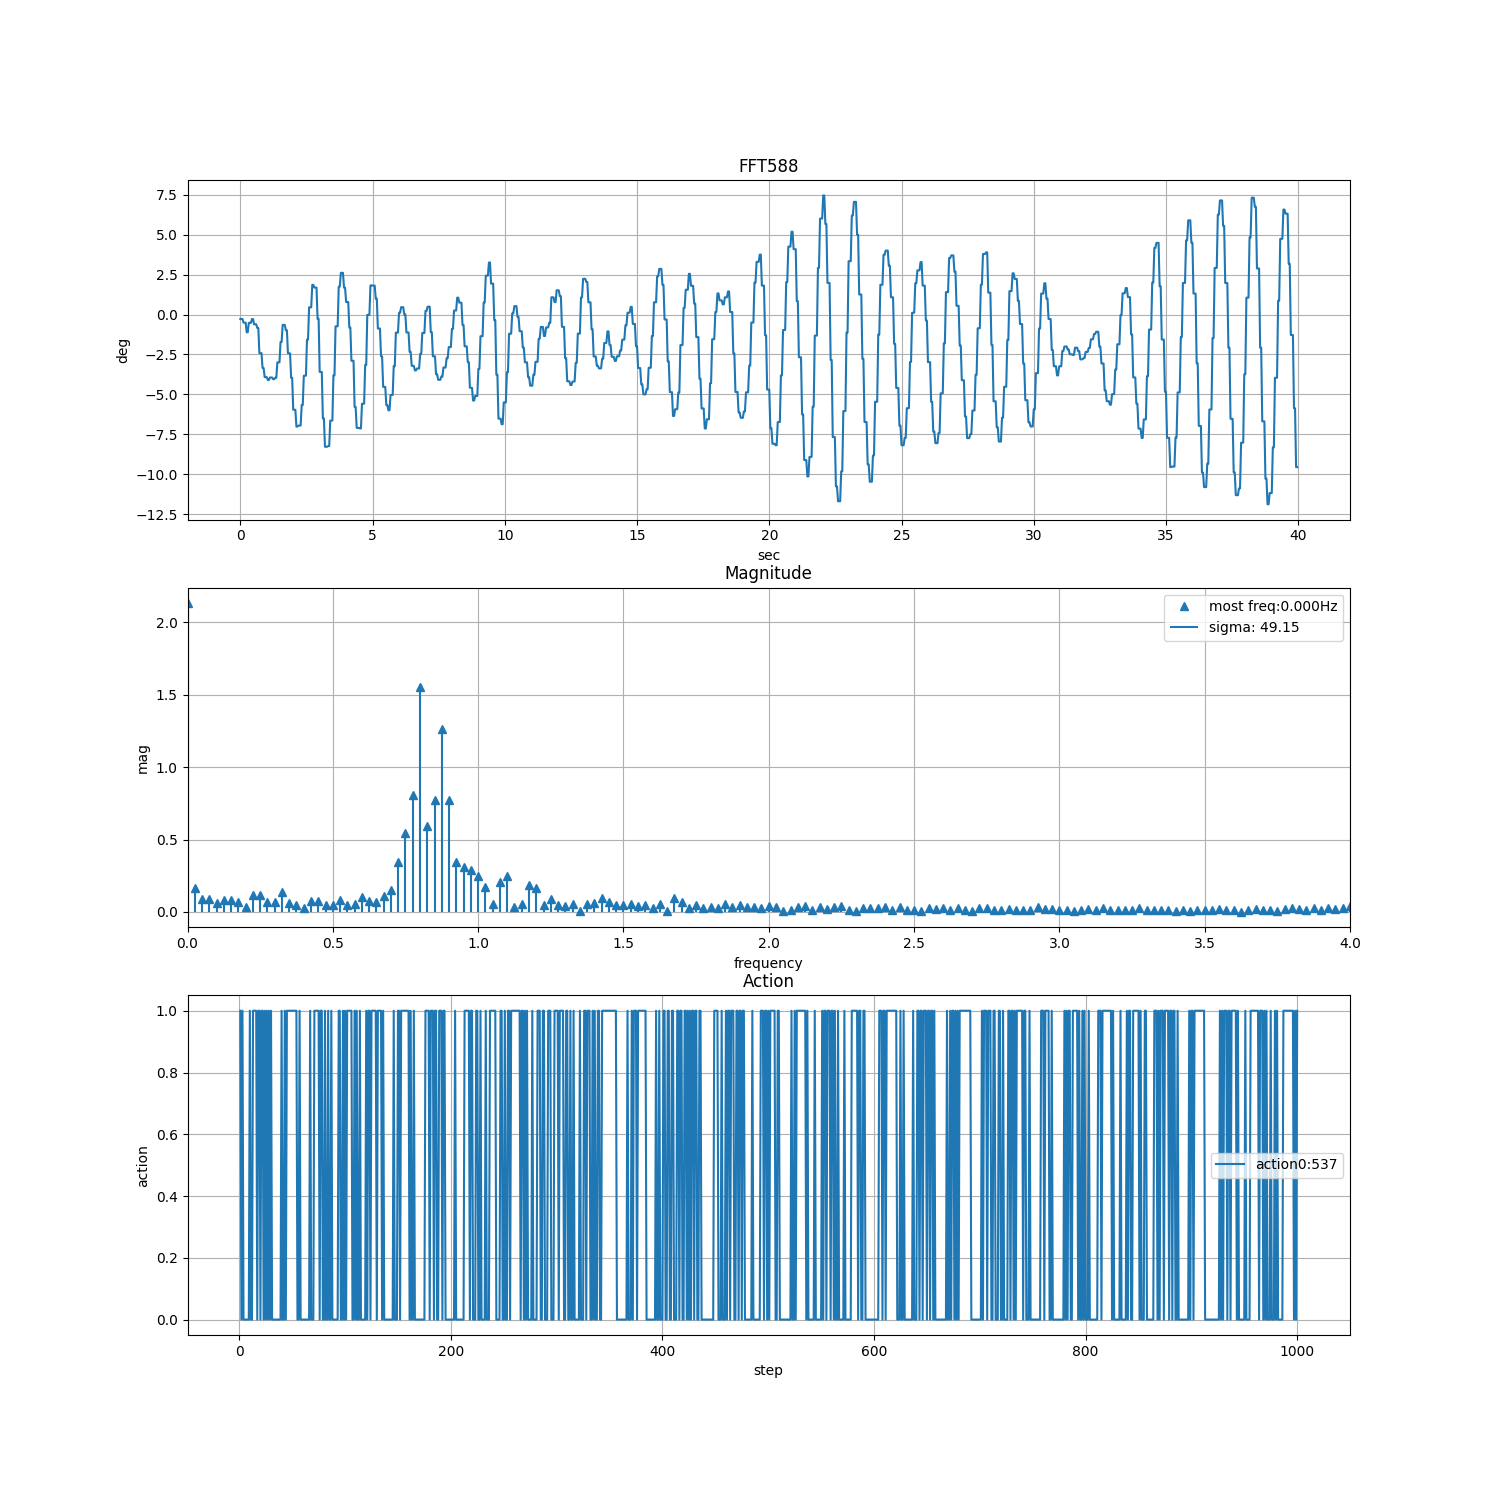 FFT588
7.5
5.0
2.5
0.0
−2.5
−5.0
−7.5
−10.0
−12.5
deg
0 5 10 15 20 25 30 35 40
sec
Magnitude
most freq:0.000Hz
sigma: 49.15
2.0
1.5
1.0
0.5
0.0
mag
0.0 0.5 1.0 1.5 2.0 2.5 3.0 3.5 4.0
frequency
Action
1.0
0.8
0.6
0.4
0.2
0.0
action
action0:537
0 200 400 600 800 1000
step